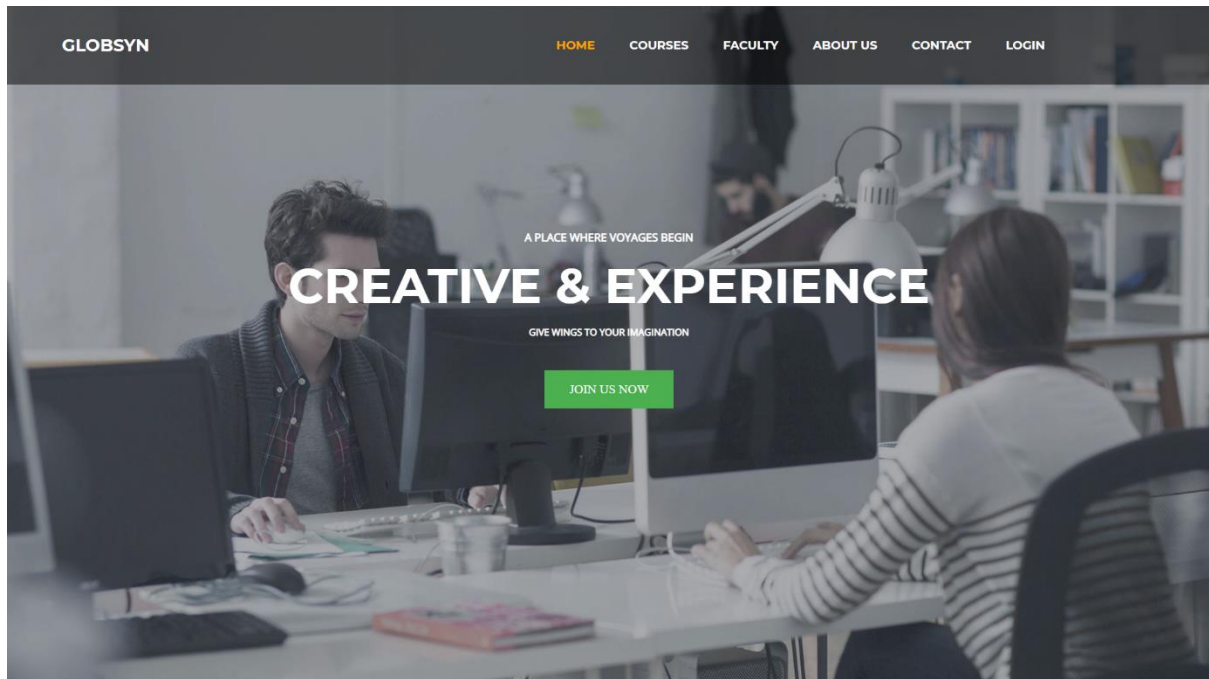 GLOBSYN
HOME COURSES FACULTY ABOUT US CONTACT LOGIN
A PLACE WHERE VOYAGES BEGIN
CREATIVE & EXPERIENCE
GIVE WINGS TO YOUR IMAGINATION
JOIN US NOW